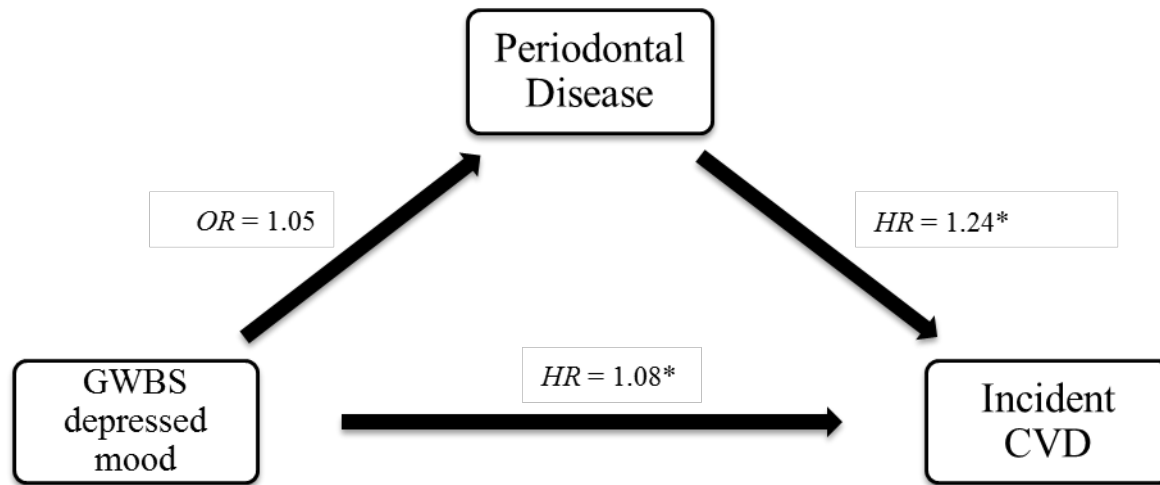 Periodontal
Disease
OR = 1.05
HR = 1.24*
HR = 1.08*
GWBS
depressed
mood
Incident
CVD